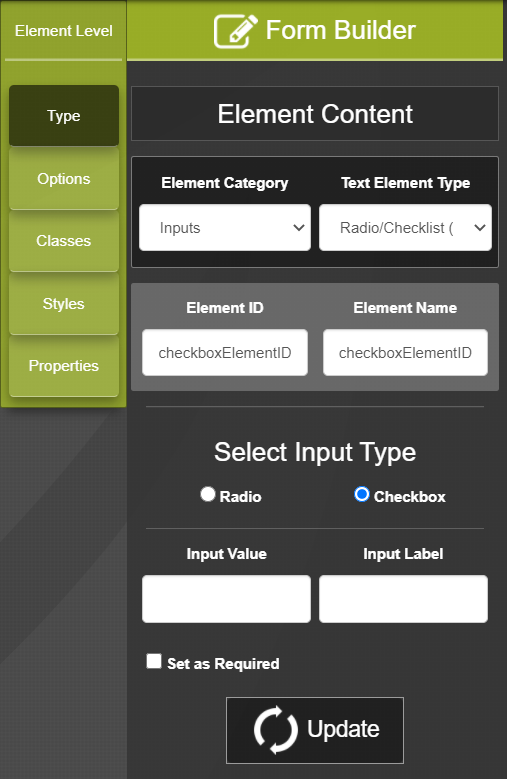 Element Level
Form Builder
Type
Options
Classes
Styles
Properties
Element Content
Element Category Text Element Type
Inputs Radio/Checklist (
Element ID Element Name
checkboxElementID checkboxElementID
Select Input Type
Radio Checkbox
Input Value Input Label
Set as Required
Update